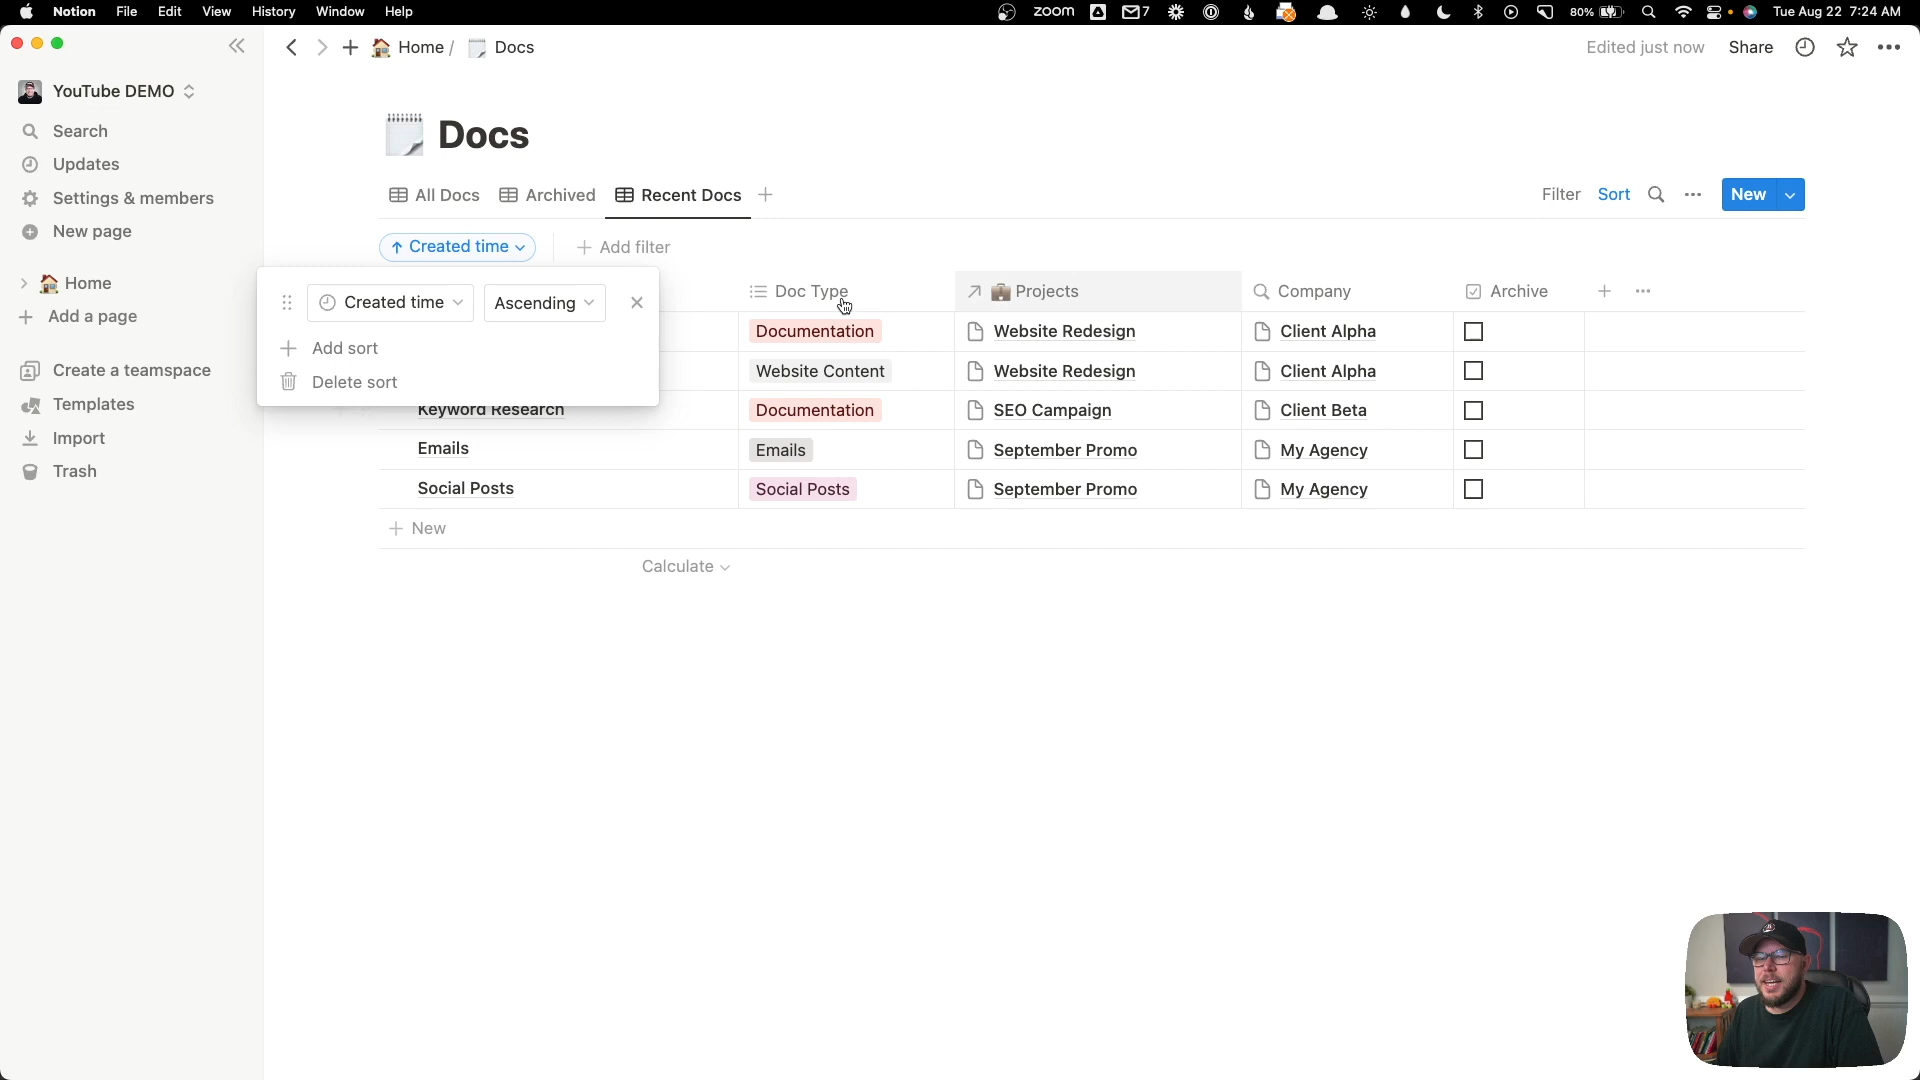 Notion File Edit View History Window Help zoom 7 80% Tue Aug 22 7:24 AM
Home / Docs Edited just now Share
YouTube DEMO
Search
Updates
Settings & members
New page
Home
Add a page
Create a teamspace
Templates
Import
Trash
Docs
All Docs Archived Recent Docs Filter Sort New
Created time Add filter
Created time Ascending
Add sort
Delete sort
Doc Type Projects Company Archive
Documentation Website Redesign Client Alpha
Website Content Website Redesign Client Alpha
Keyword Research Documentation SEO Campaign Client Beta
Emails Emails September Promo My Agency
Social Posts Social Posts September Promo My Agency
New
Calculate